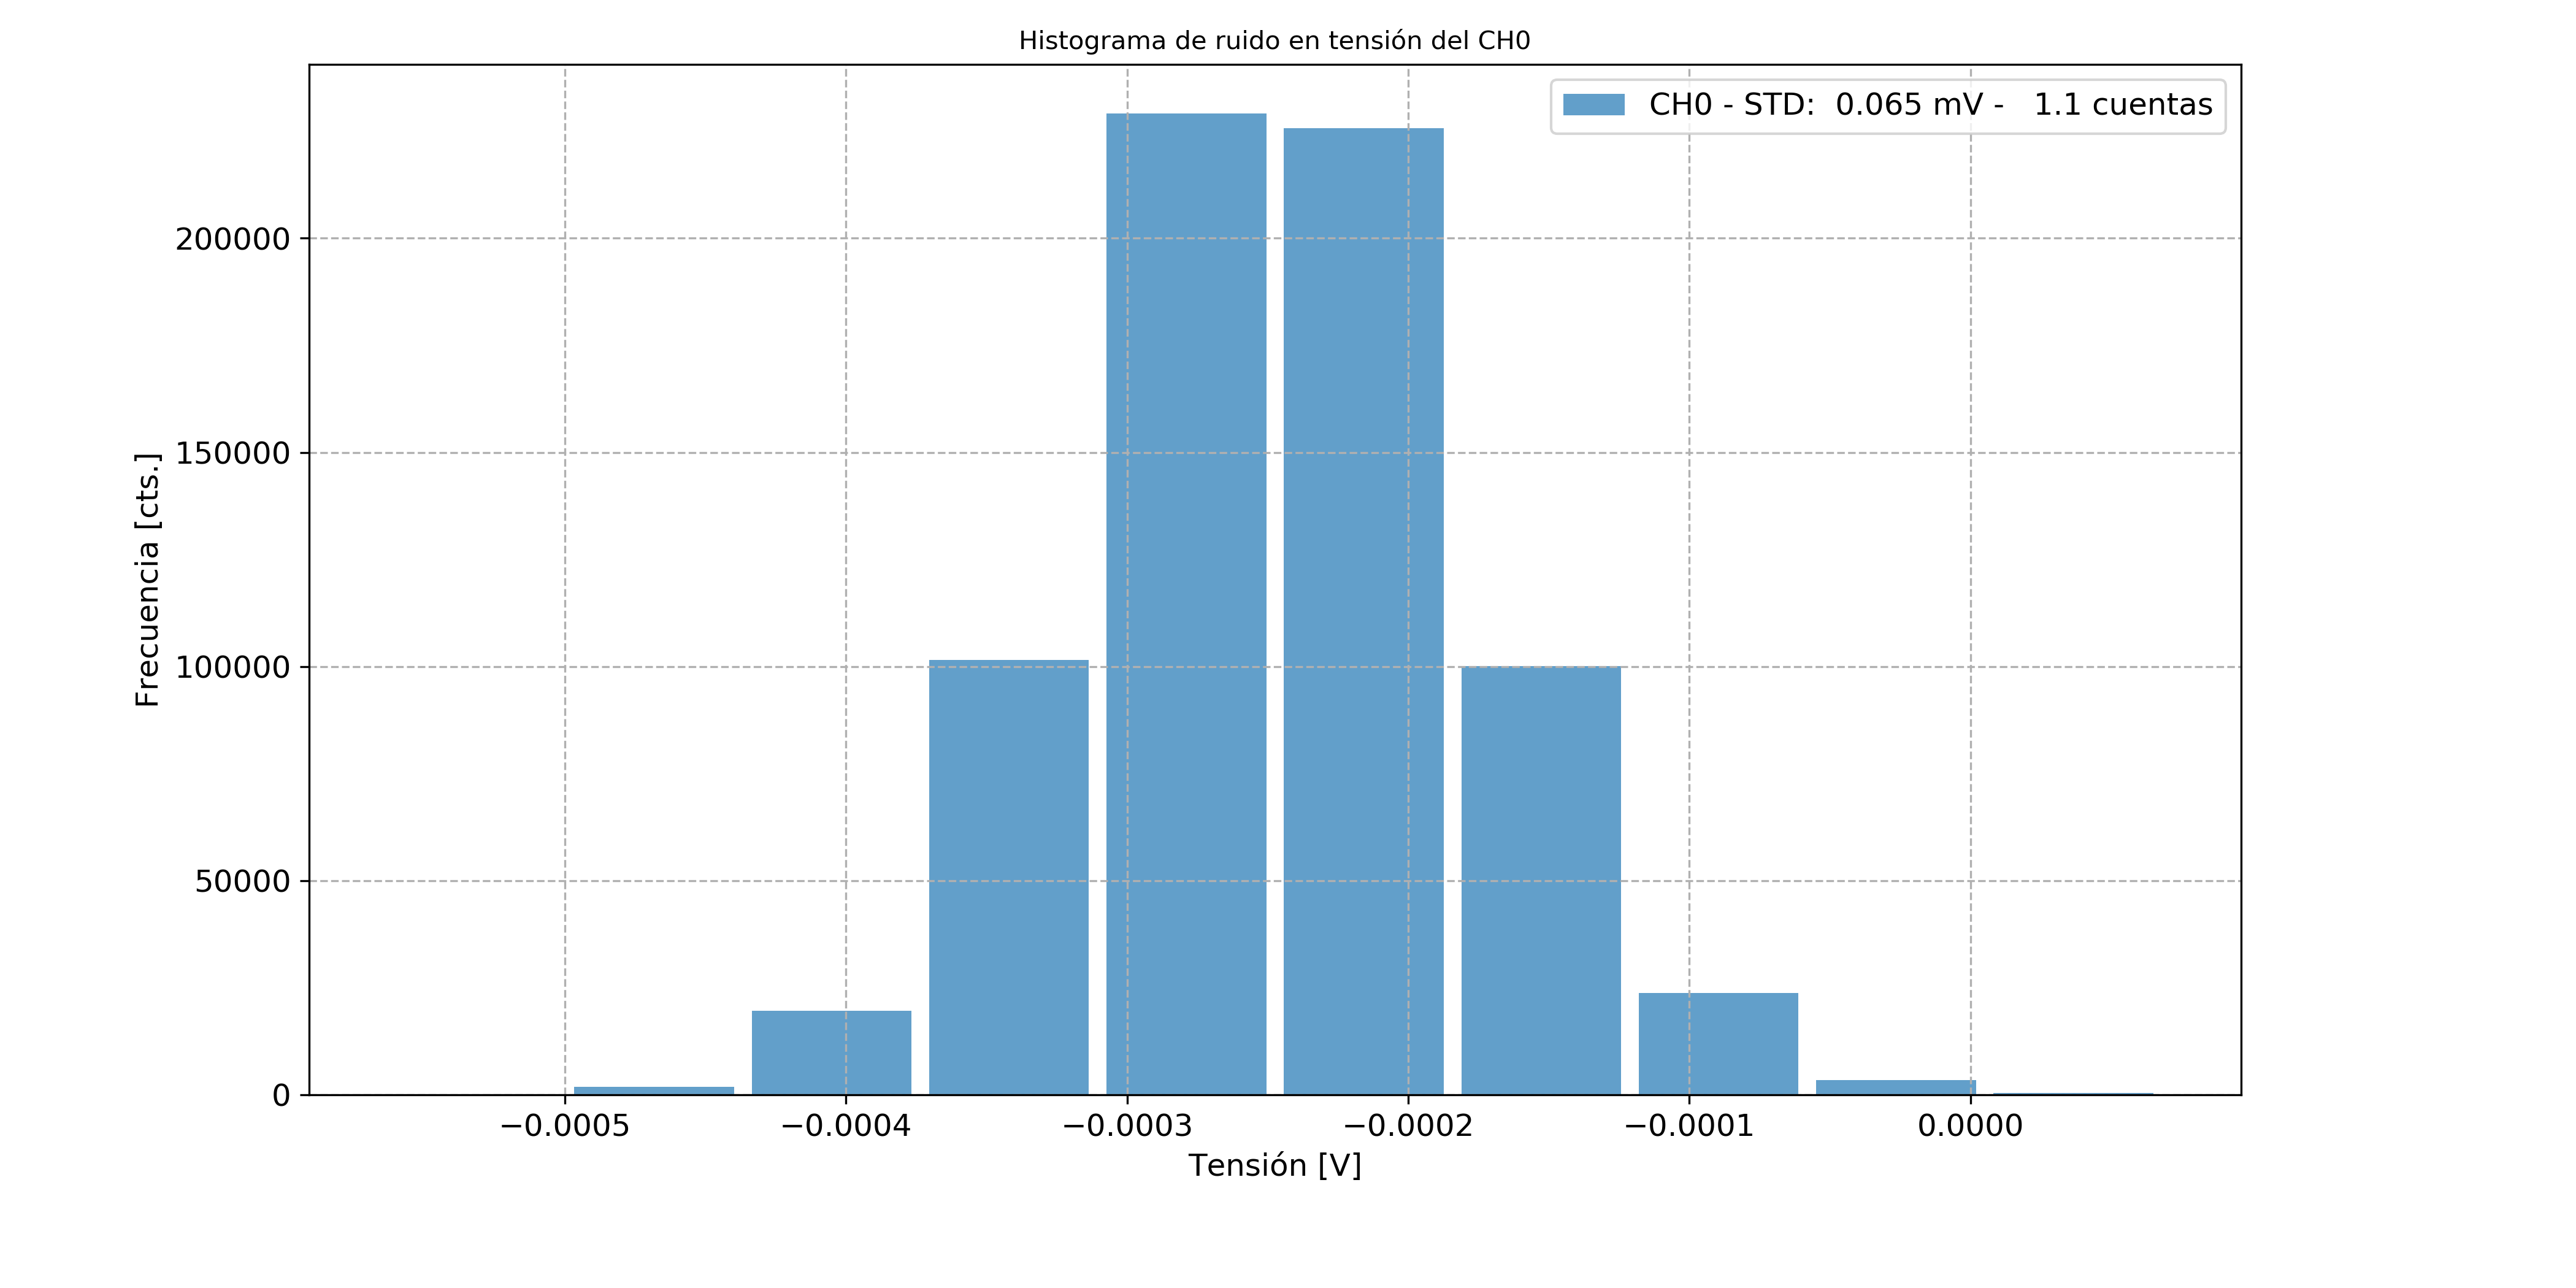 Histograma de ruido en tensión del CH0
CH0 - STD:  0.065 mV -   1.1 cuentas
Frecuencia [cts.]
200000
150000
100000
50000
0
−0.0005
−0.0004
−0.0003
−0.0002
−0.0001
0.0000
Tensión [V]